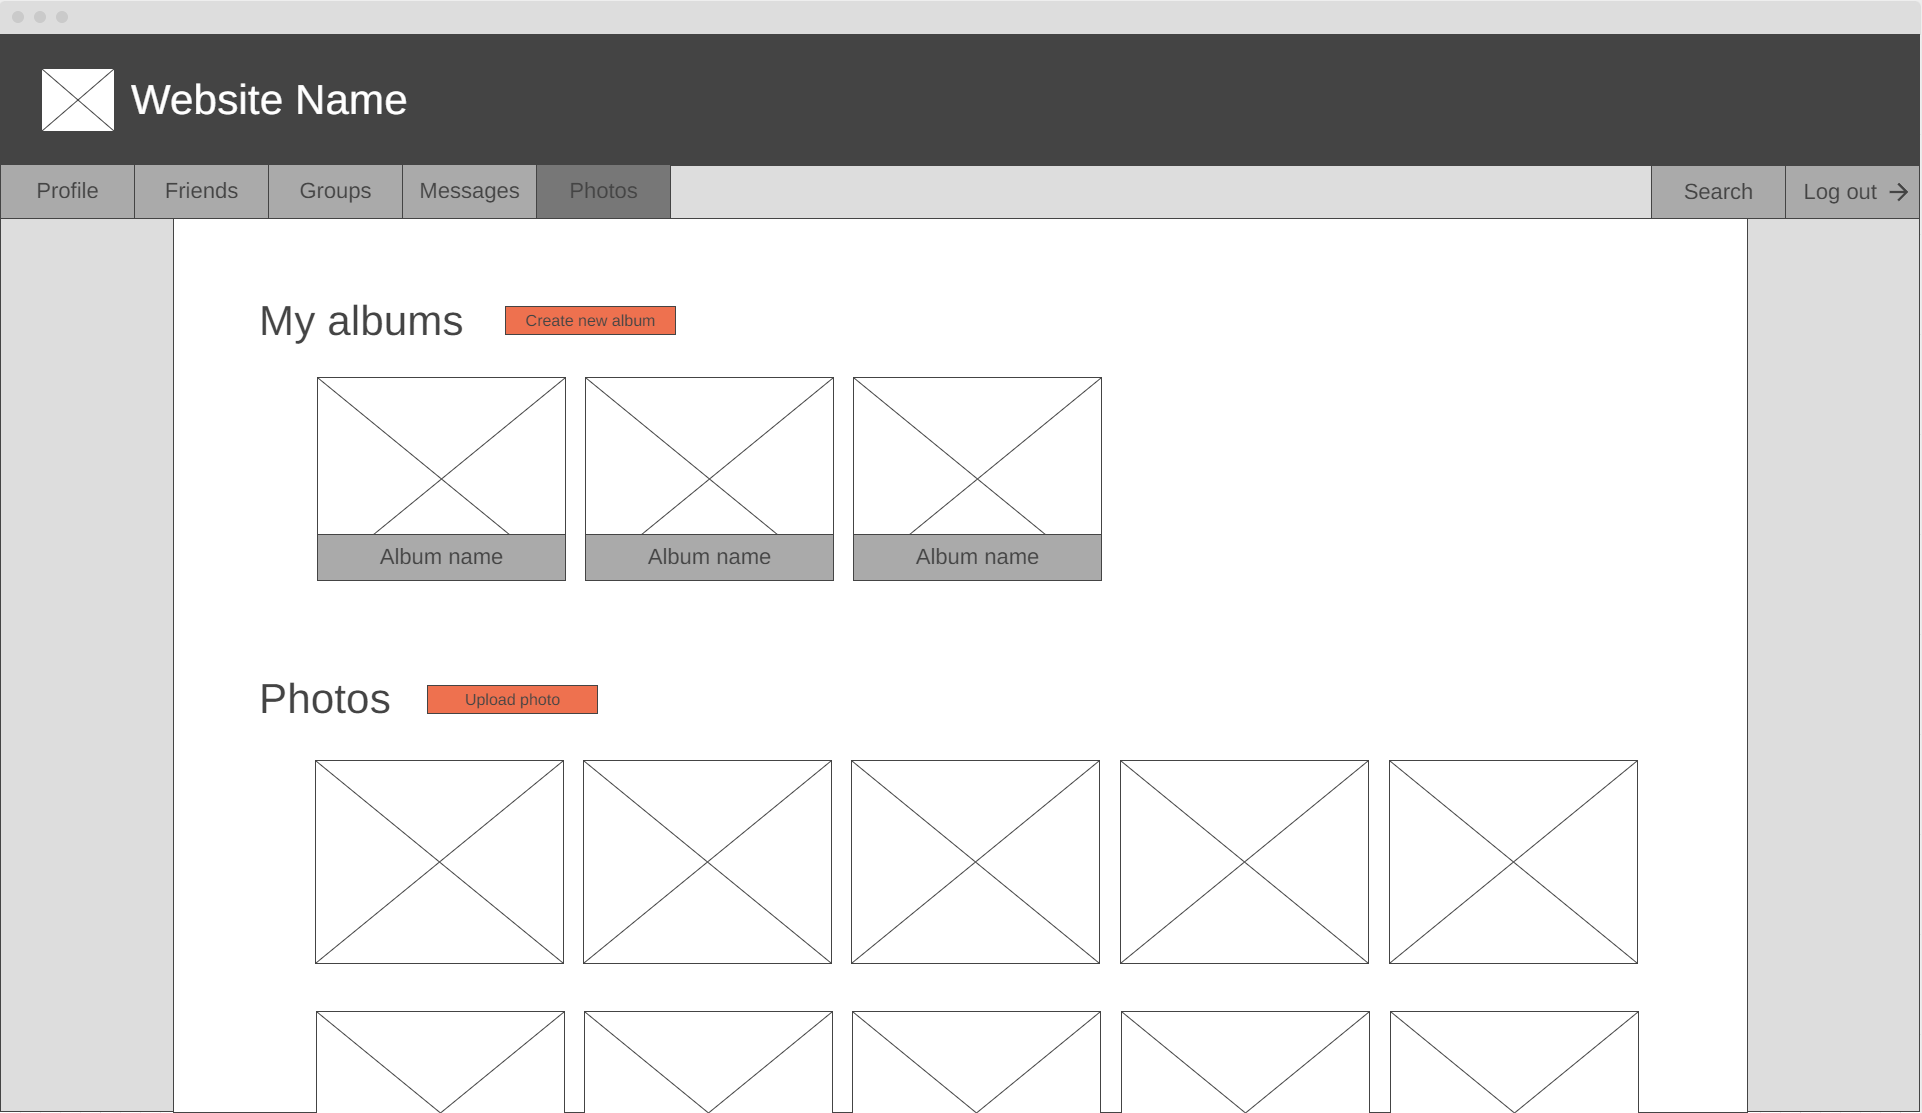 Website Name
Profile Friends Groups Messages Photos Search Log out
My albums Create new album
Album name Album name Album name
Photos Upload photo